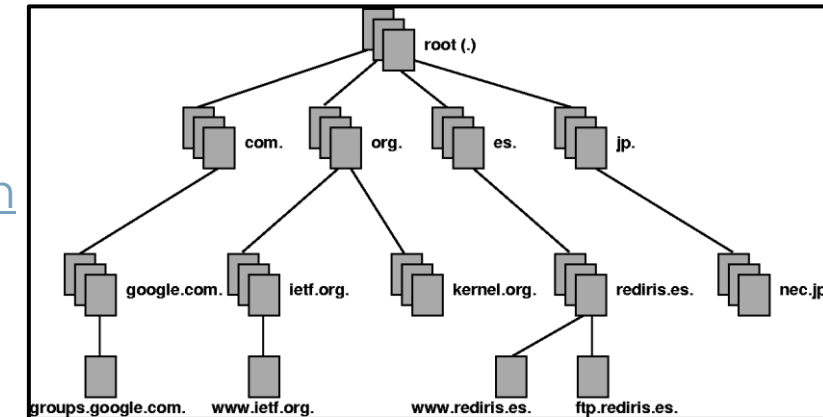 root (.)
com. org. es. jp.
n
google.com. ietf.org. kernel.org. rediris.es. nec.jp
groups.google.com. www.ietf.org. www.rediris.es. ftp.rediris.es.